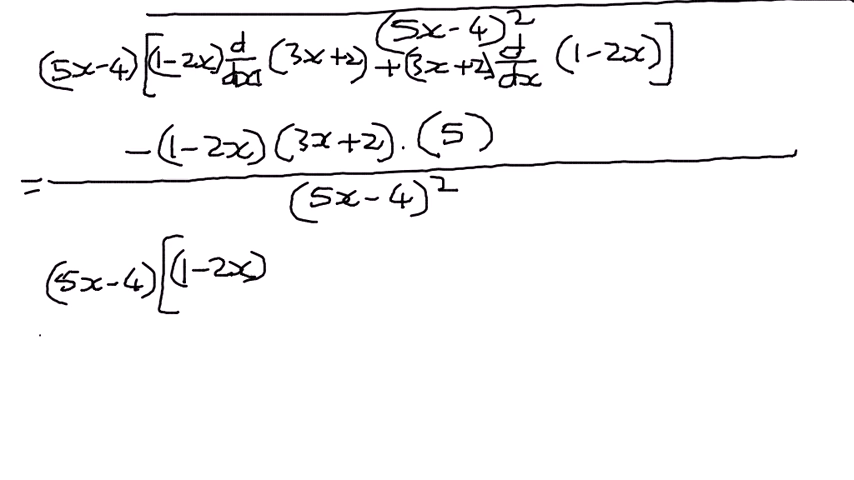 (5x-4)²
(5x-4)[(1-2x) d/dx (3x+2) + (3x+2) d/dx (1-2x)]
-(1-2x)(3x+2).(5)
=
(5x-4)²
(5x-4)[(1-2x)